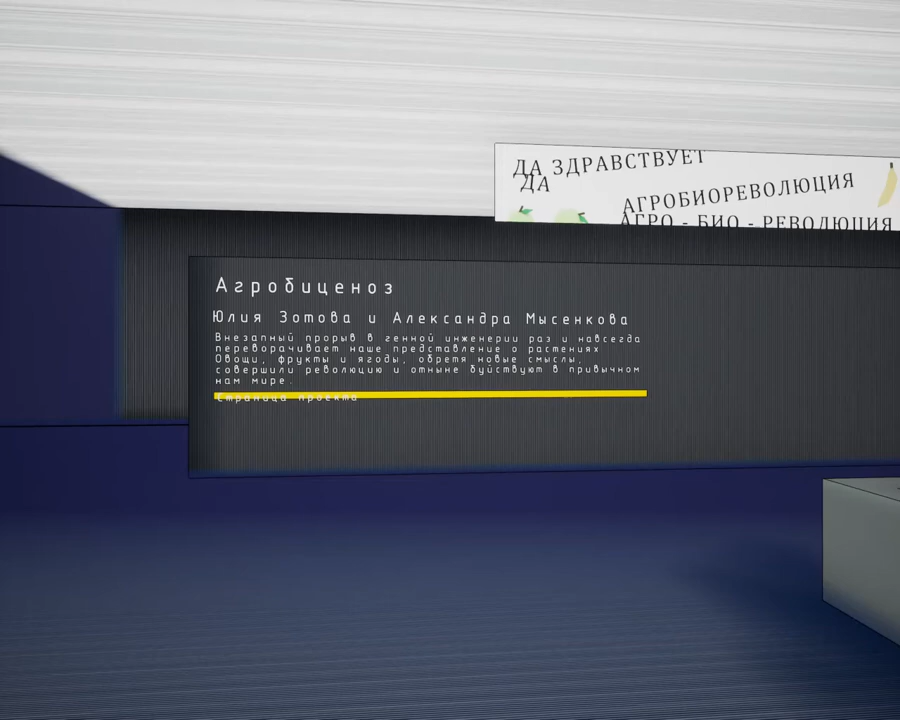 ДА ЗДРАВСТВУЕТ
ДА
АГРОБИОРЕВОЛЮЦИЯ
АГРО - БИО - РЕВОЛЮЦИЯ
Агробиценоз
Юлия Зотова и Александра Мысенкова
Внезапный прорыв в генной инженерии раз и навсегда
переворачивает наше представление о растениях
Овощи, фрукты и ягоды, обретя новые смыслы,
совершили революцию и отныне буйствуют в привычном
нам мире.
Страница проекта